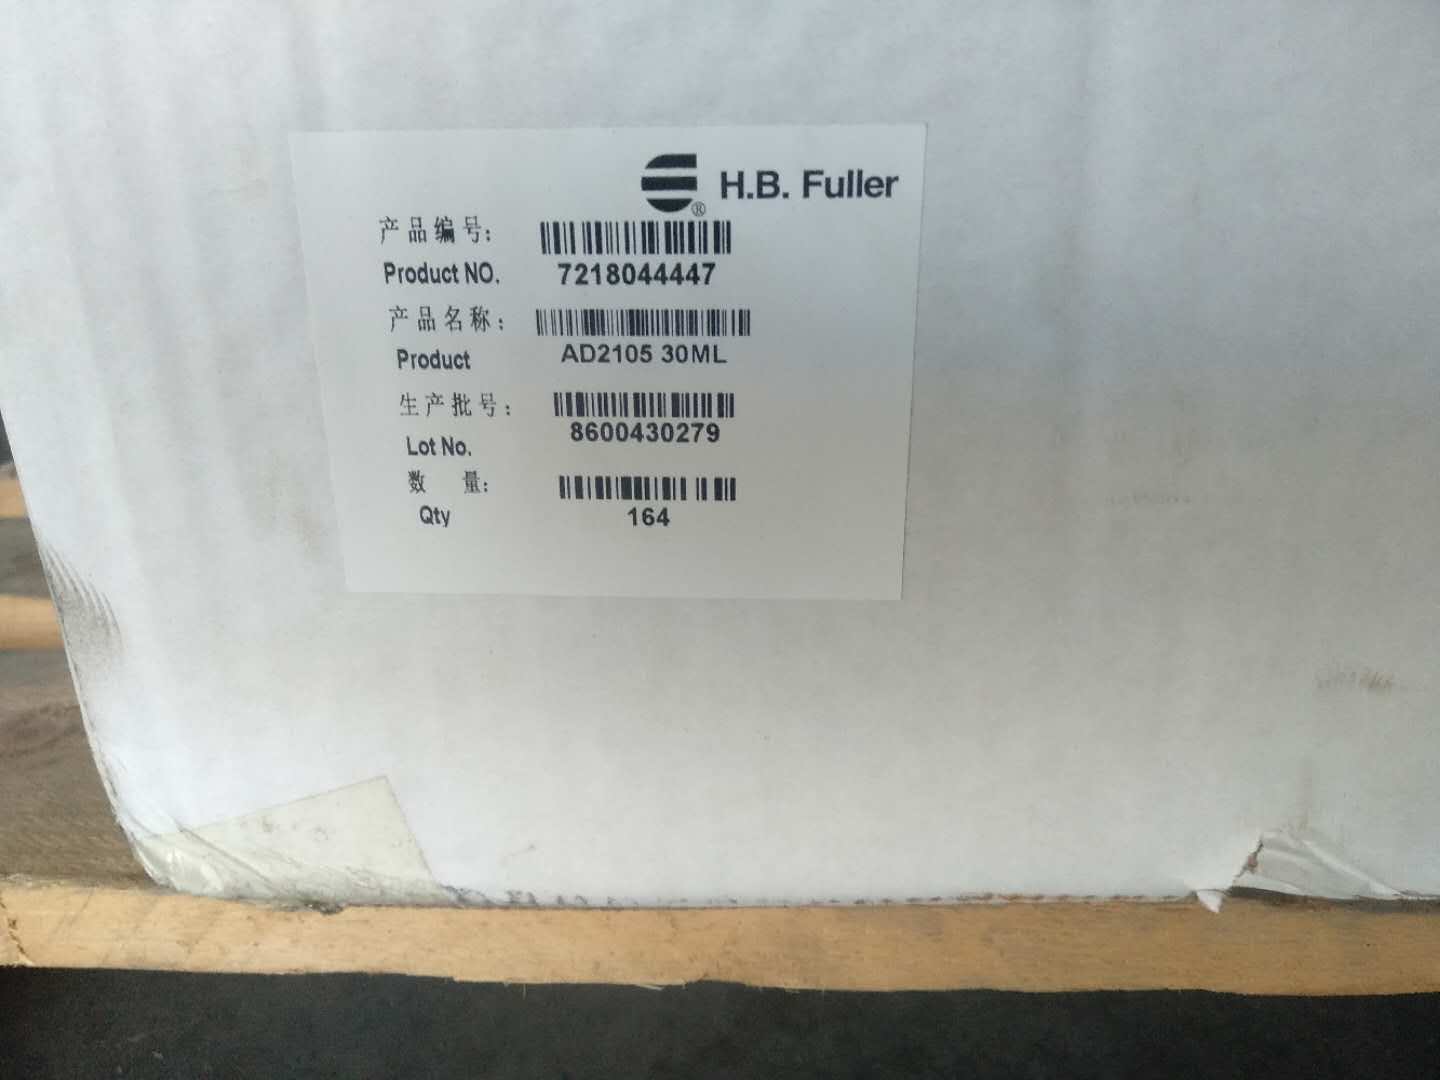 H.B. Fuller
®
产品编号:
Product NO. 7218044447
产品名称:
Product AD2105 30ML
生产批号:
Lot No. 8600430279
数 量:
Qty 164